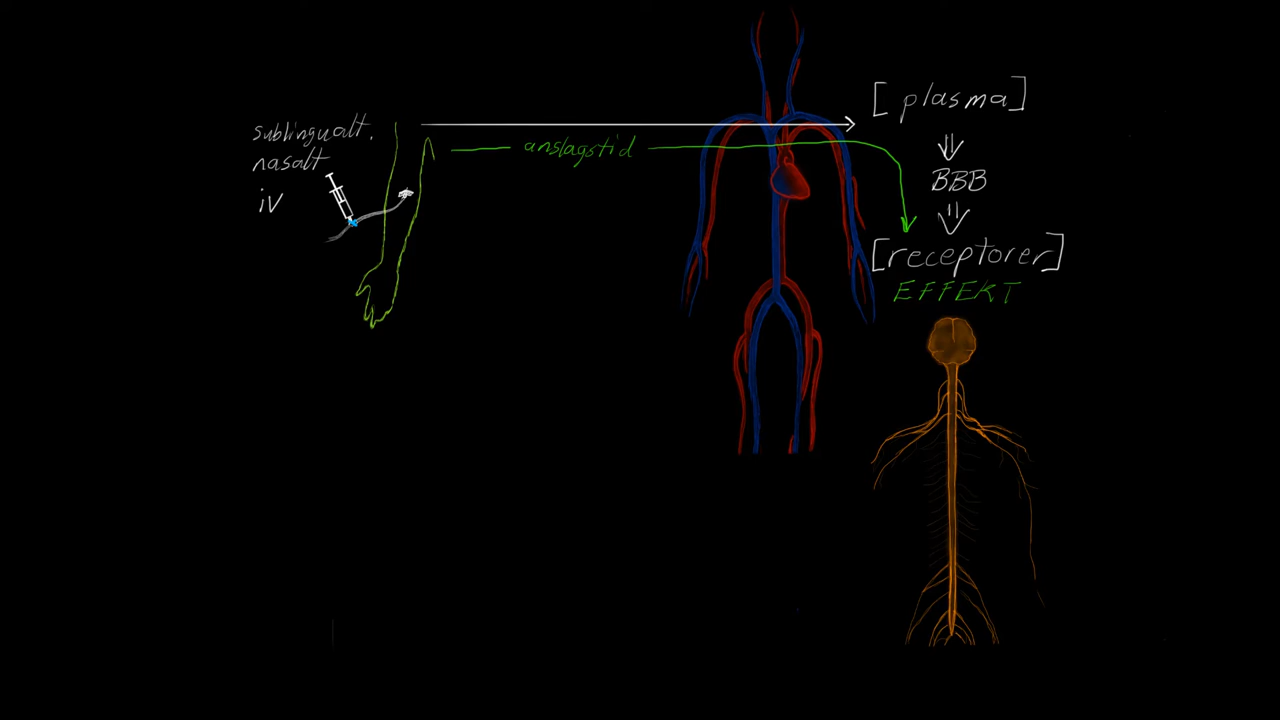 sublingualt,
nasalt
iv
anslagstid
[plasma]
BBB
[receptorer]
EFFEKT